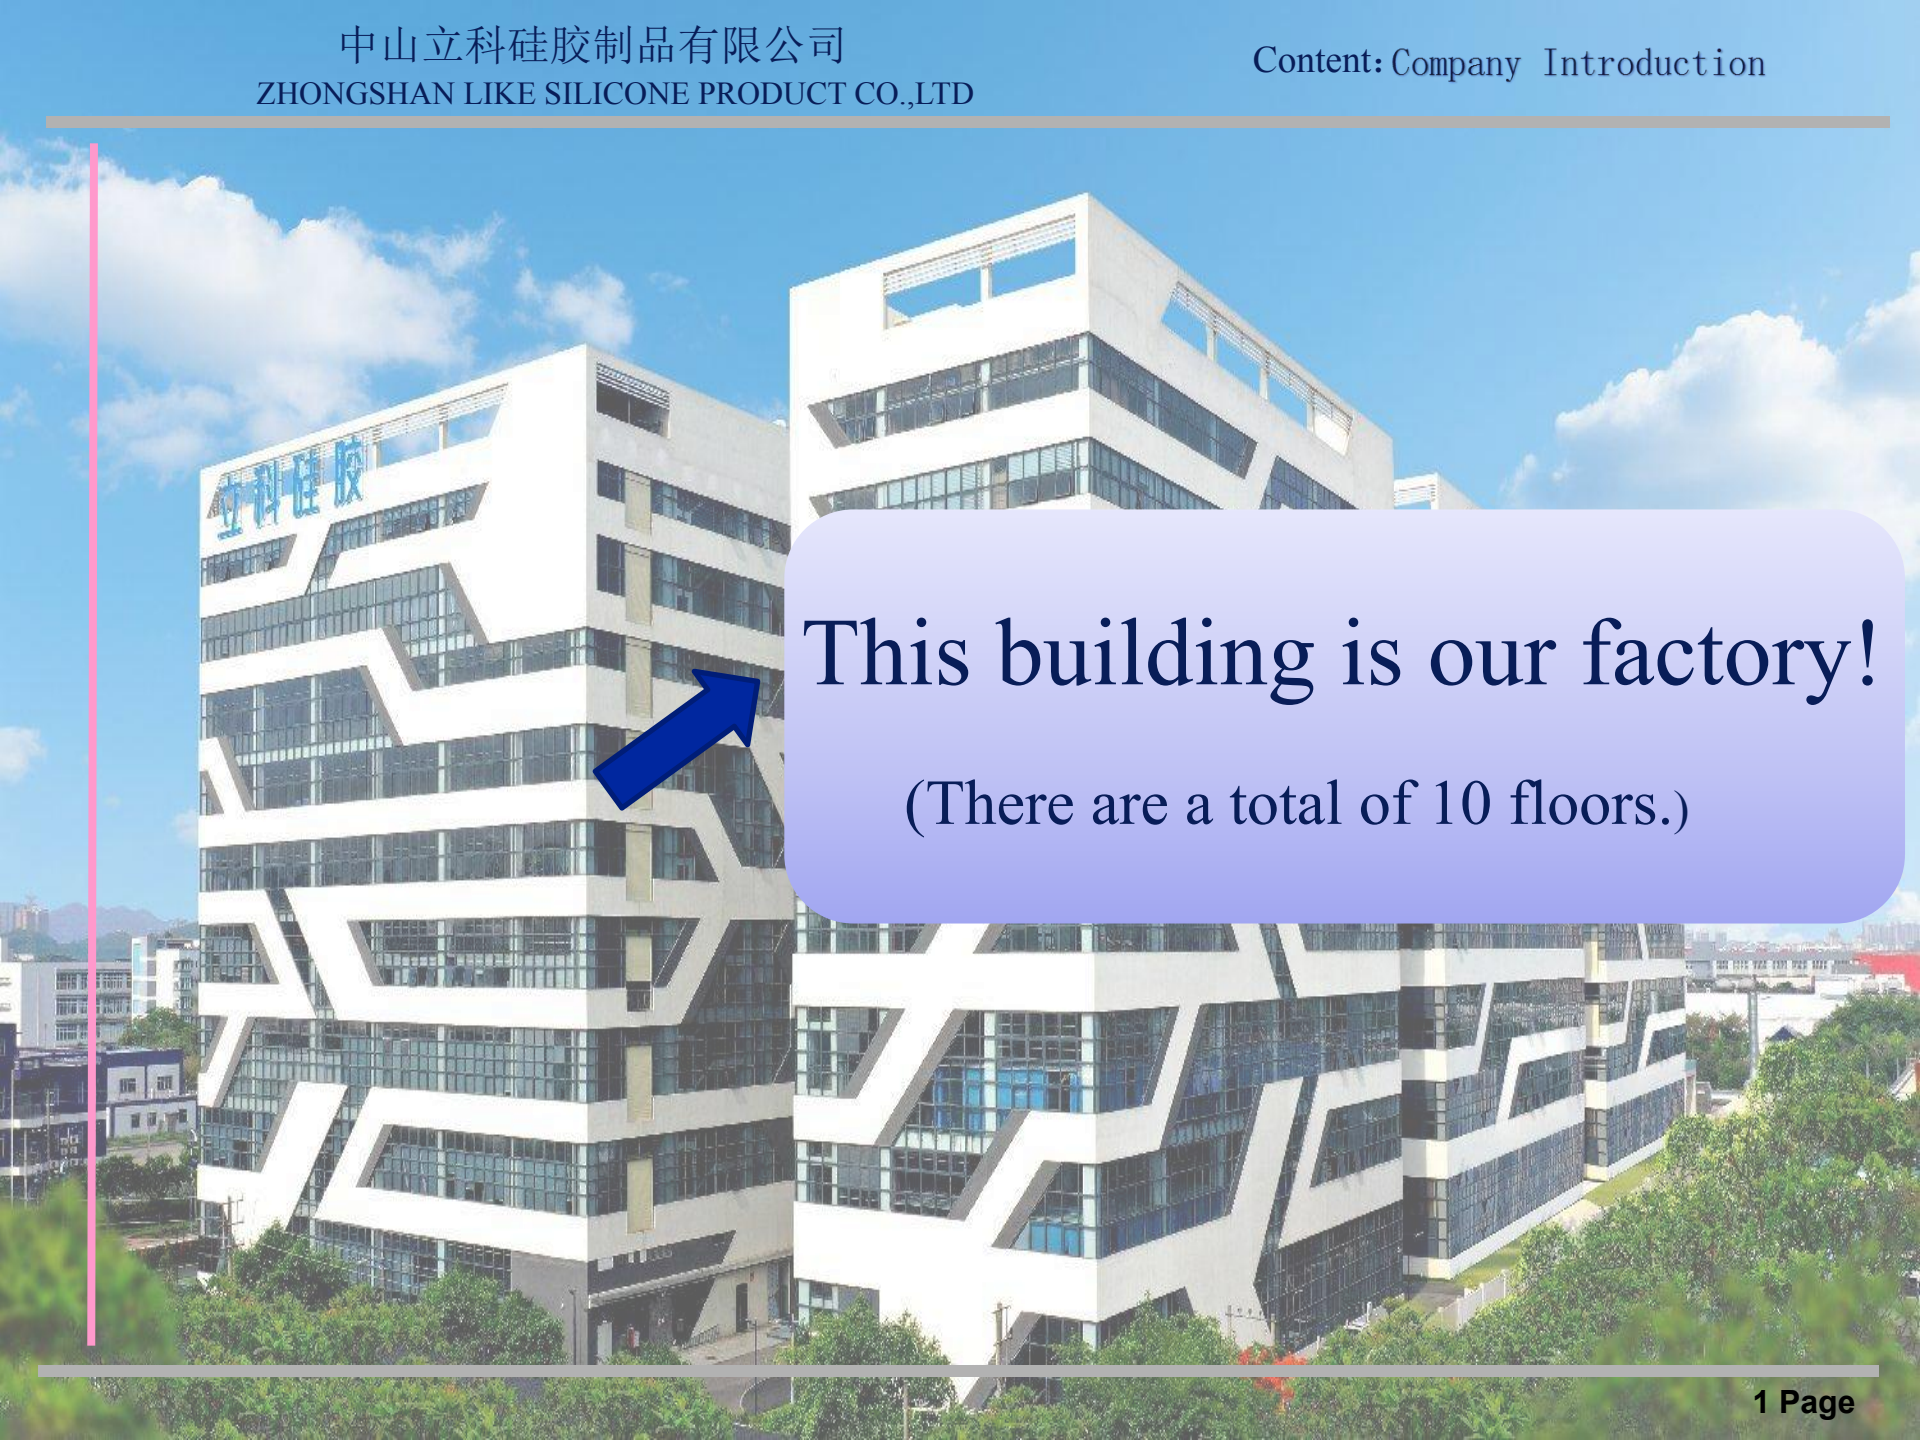 中山立科硅胶制品有限公司
ZHONGSHAN LIKE SILICONE PRODUCT CO.,LTD
Content：Company Introduction
立科硅胶
This building is our factory!
(There are a total of 10 floors.)
1 Page